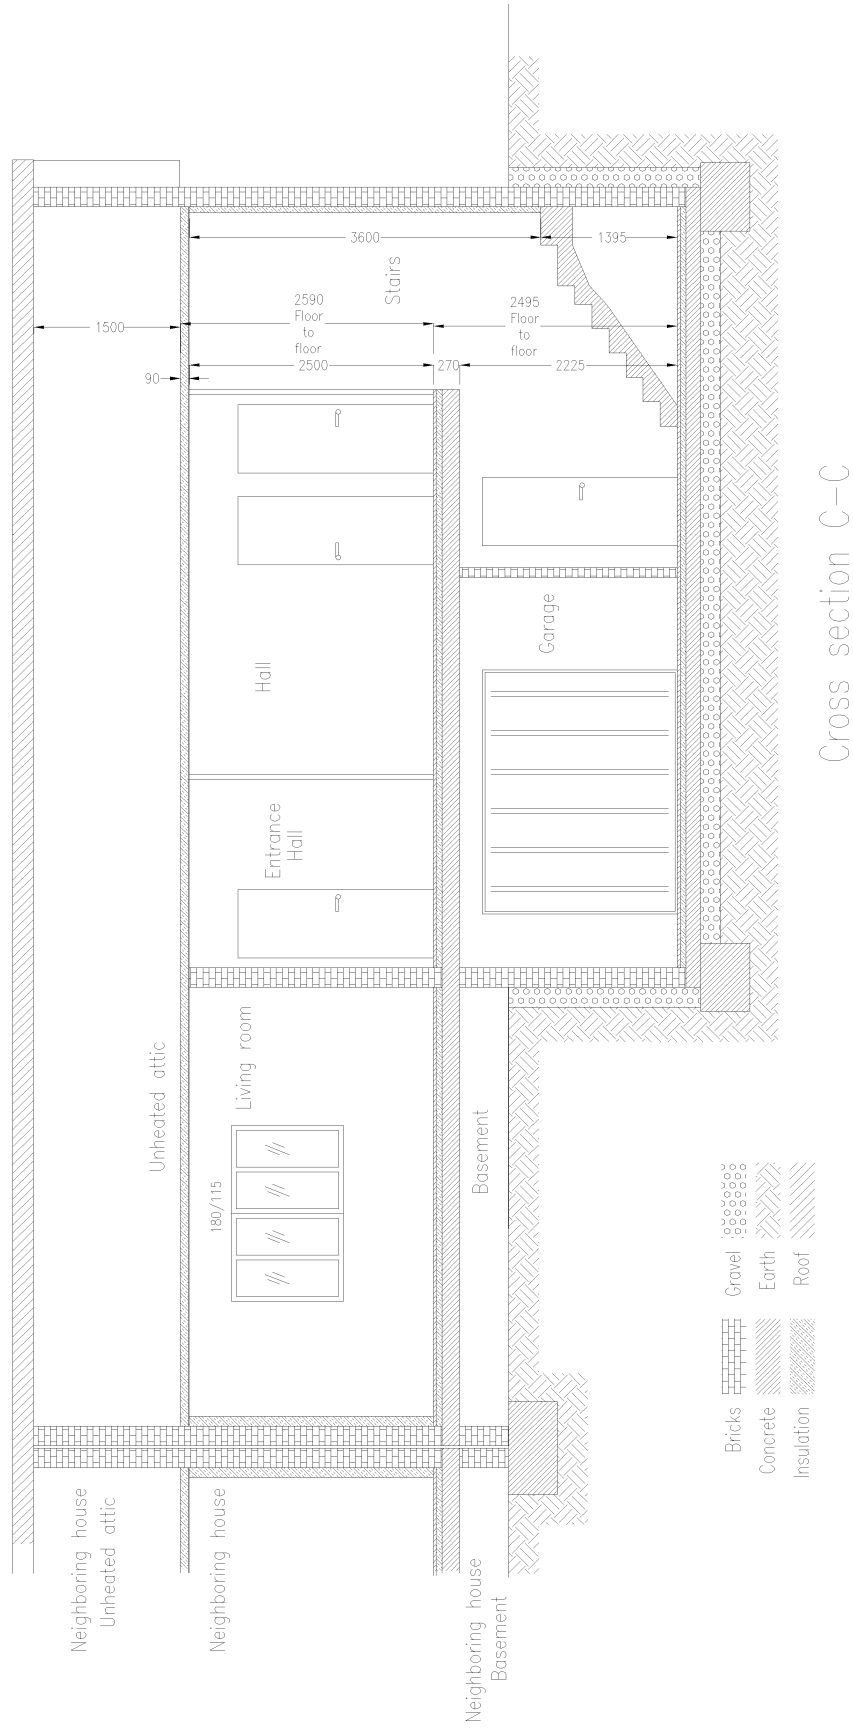 Neighboring house
Unheated attic
Neighboring house
Neighboring house
Basement
Unheated attic
180/115
Living room
Basement
Entrance
Hall
Hall
Garage
Stairs
1500
90
2590
Floor
to
floor
2500
270
3600
2495
Floor
to
floor
2225
1395
Bricks
Gravel
Concrete
Earth
Insulation
Roof
Cross section C-C